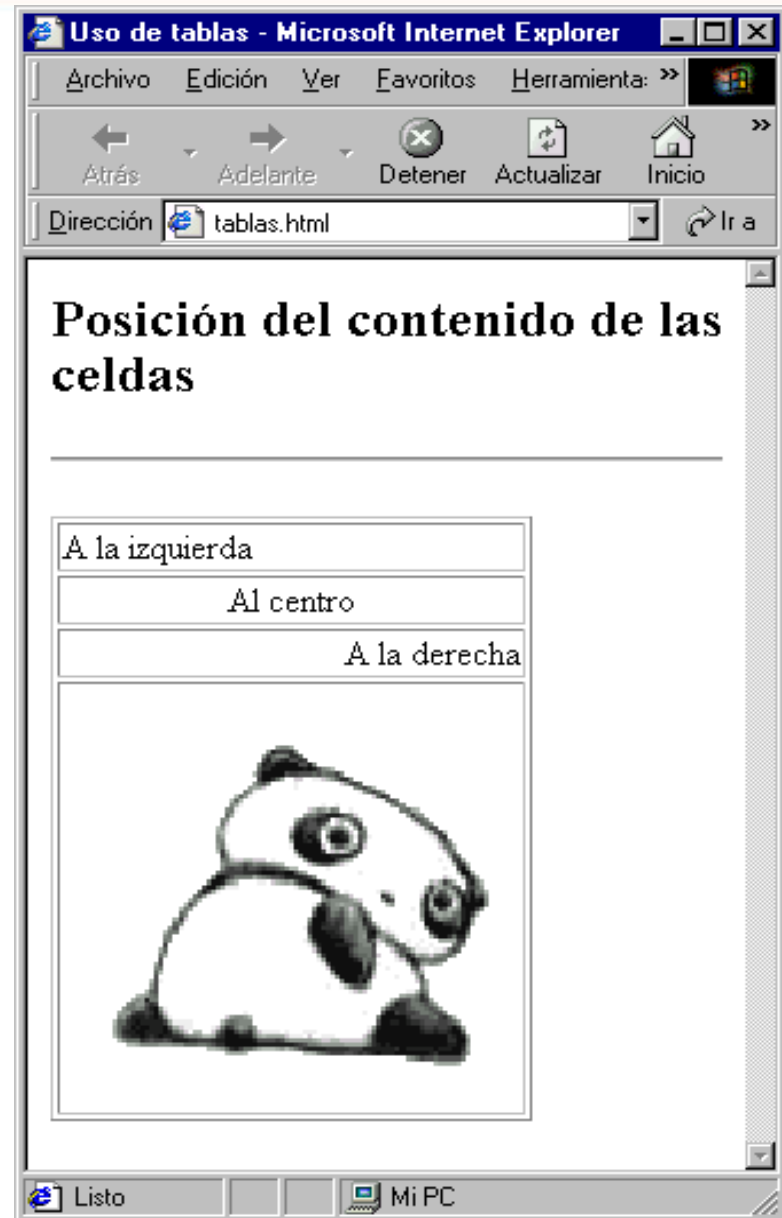 Uso de tablas - Microsoft Internet Explorer
Archivo Edición Ver Favoritos Herramienta: »
Atrás Adelante Detener Actualizar Inicio »
Dirección tablas.html Ir a
Posición del contenido de las
celdas
A la izquierda
Al centro
A la derecha
Listo Mi PC